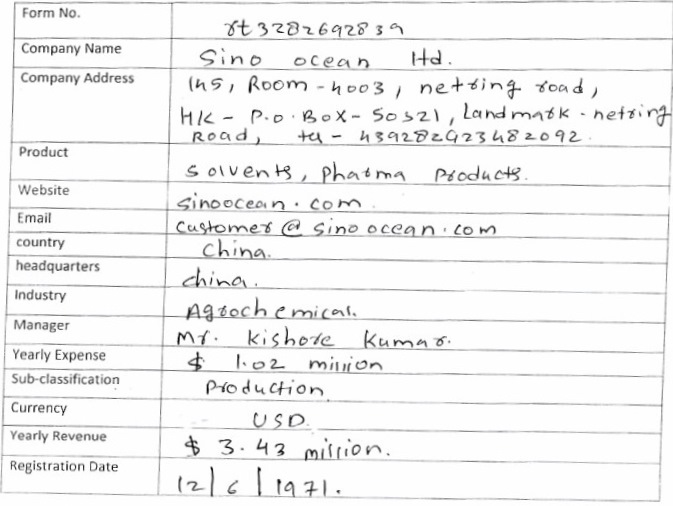 Form No. rt3282692839
Company Name Sino ocean ltd.
Company Address 145, Room - 4003, netring road,
HK - P.O. BOX - 50321, Landmark - netring
Road, tel - 439282923482092.
Product Solvents, Pharma Products.
Website sinoocean.com
Email customer@sinoocean.com
country China.
headquarters china.
Industry Agrochemical.
Manager Mr. Kishore Kumar.
Yearly Expense $ 1.02 million
Sub-classification Production
Currency USD.
Yearly Revenue $ 3.43 million.
Registration Date 12/6/1971.